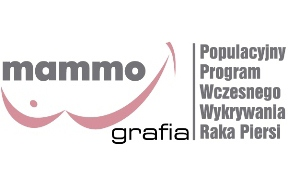 mammo
grafia
Populacyjny
Program
Wczesnego
Wykrywania
Raka Piersi